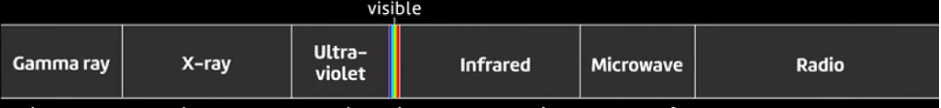 visible
Gamma ray X-ray Ultra-
violet Infrared Microwave Radio